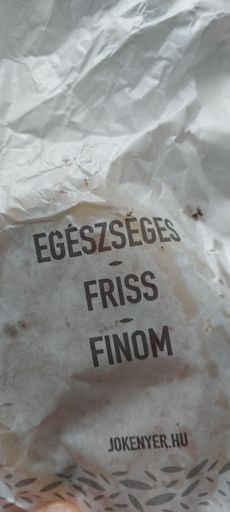 EGÉSZSÉGES
-
FRISS
-
FINOM
JOKENYER.HU